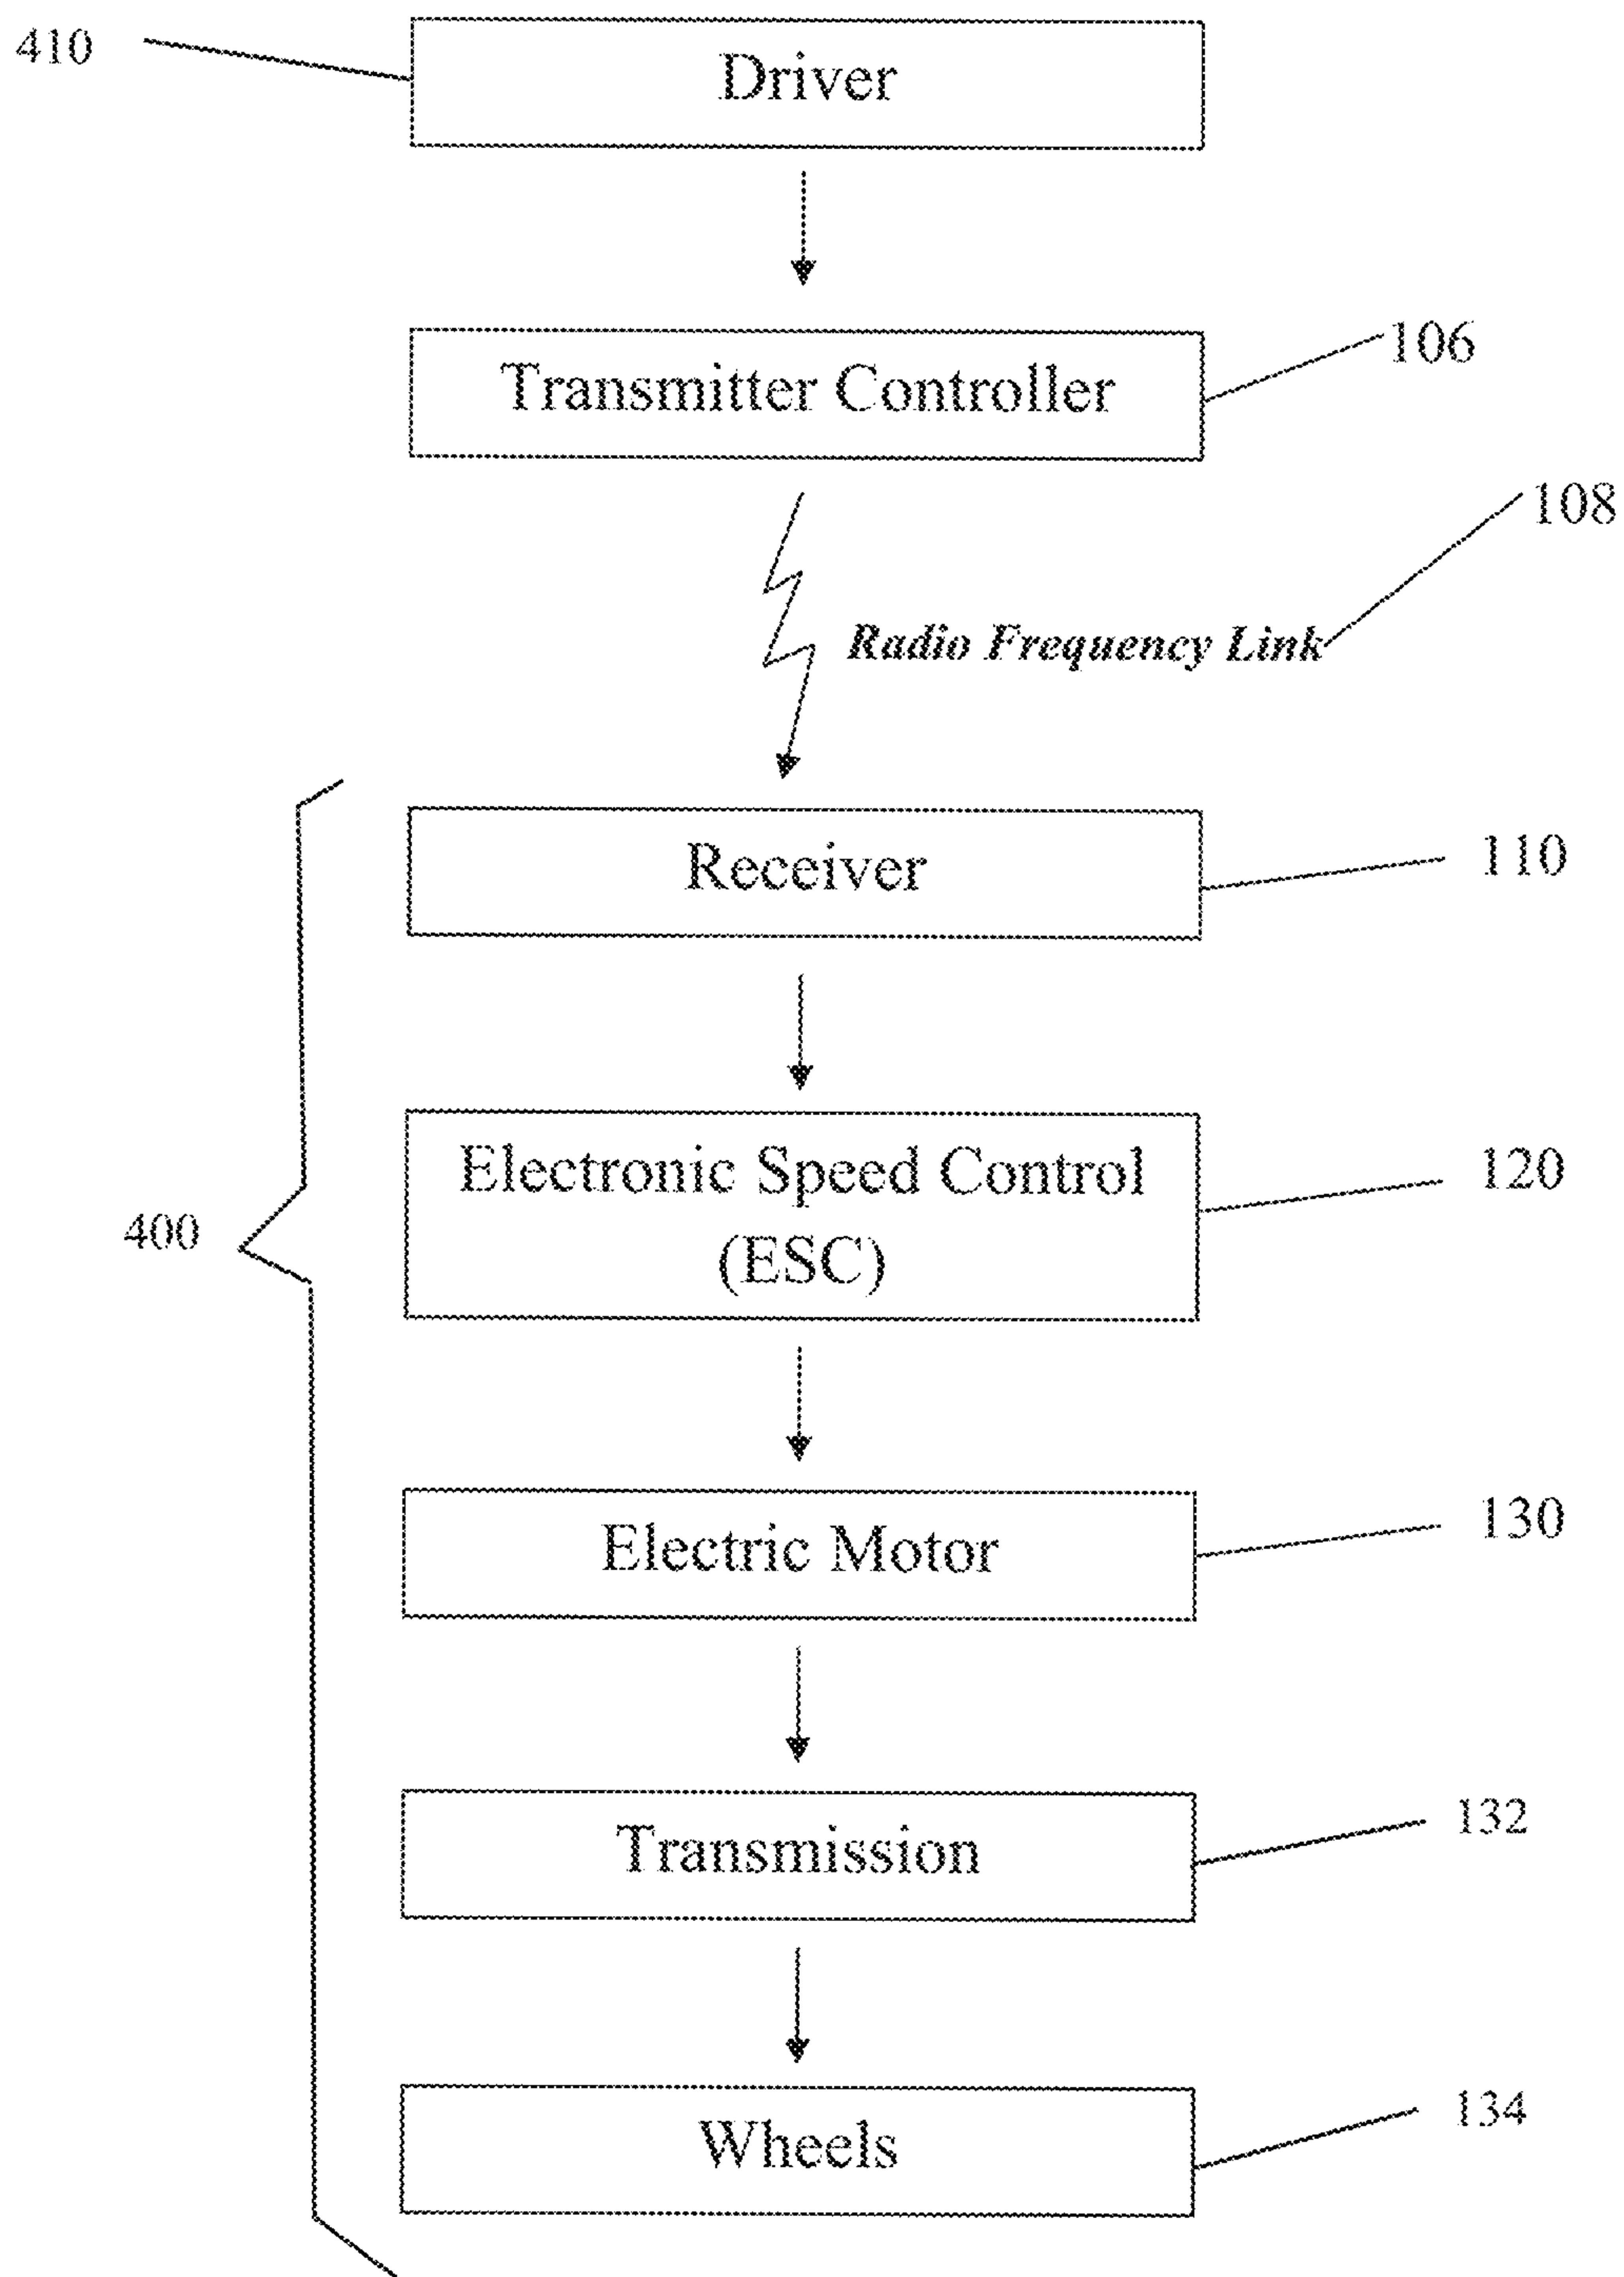 410
Driver
Transmitter Controller
106
108
Radio Frequency Link
Receiver
110
Electronic Speed Control
(ESC)
120
400
Electric Motor
130
Transmission
132
Wheels
134